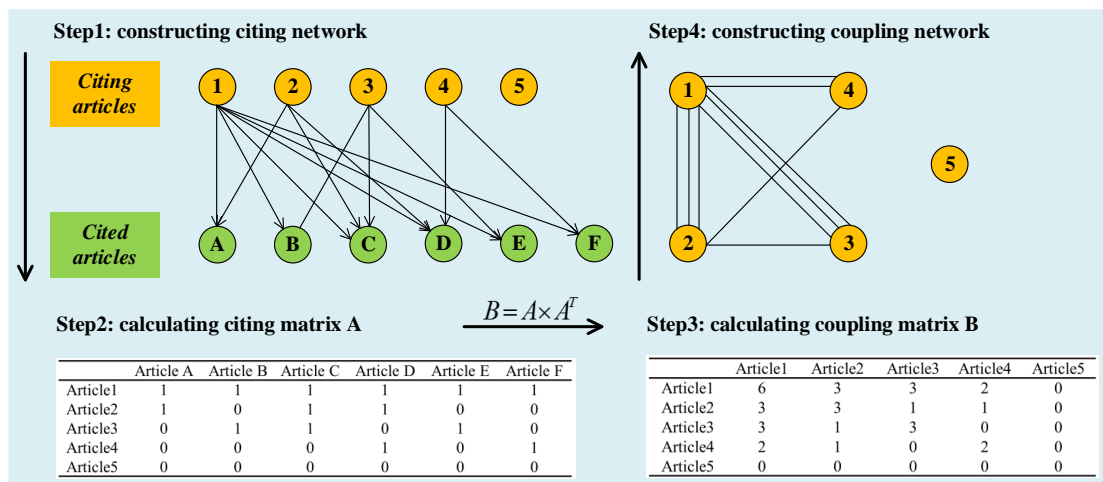 Step1: constructing citing network
Citing
articles
1 2 3 4 5
Cited
articles
A B C D E F
Step4: constructing coupling network
1 4
5
2 3
Step2: calculating citing matrix A
B = A × A^T
Step3: calculating coupling matrix B
Article A Article B Article C Article D Article E Article F
Article1 1 1 1 1 1 1
Article2 1 0 1 1 0 0
Article3 0 1 1 0 1 0
Article4 0 0 0 1 0 1
Article5 0 0 0 0 0 0
Article1 Article2 Article3 Article4 Article5
Article1 6 3 3 2 0
Article2 3 3 1 1 0
Article3 3 1 3 0 0
Article4 2 1 0 2 0
Article5 0 0 0 0 0